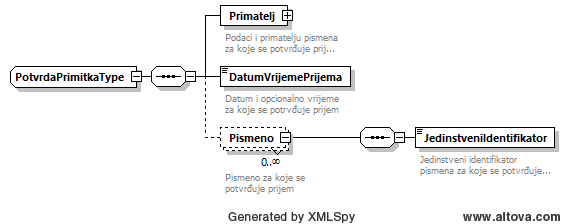 Primatelj
Podaci i primatelju pismena
za koje se potvrđuje prij...
PotvrdaPrimitkaType
DatumVrijemePrijema
Datum i opcionalno vrijeme
za koje se potvrđuje prijem
Pismeno
JedinstveniIdentifikator
0..∞
Jedinstveni identifikator
pismena za koje se potvrđuje...
Pismeno za koje se
potvrđuje prijem
Generated by XMLSpy
www.altova.com